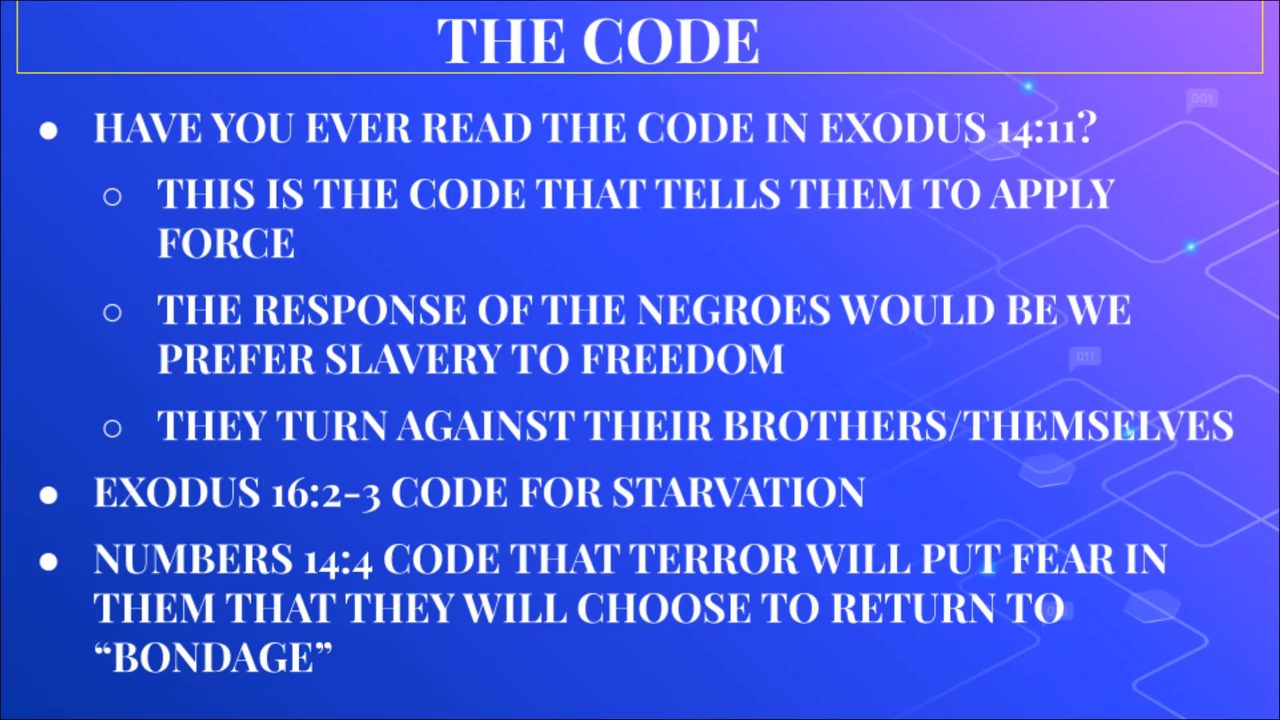 THE CODE
001
● HAVE YOU EVER READ THE CODE IN EXODUS 14:11?
○ THIS IS THE CODE THAT TELLS THEM TO APPLY
FORCE
○ THE RESPONSE OF THE NEGROES WOULD BE WE
PREFER SLAVERY TO FREEDOM
011
○ THEY TURN AGAINST THEIR BROTHERS/THEMSELVES
● EXODUS 16:2-3 CODE FOR STARVATION
● NUMBERS 14:4 CODE THAT TERROR WILL PUT FEAR IN
THEM THAT THEY WILL CHOOSE TO RETURN TO
“BONDAGE”